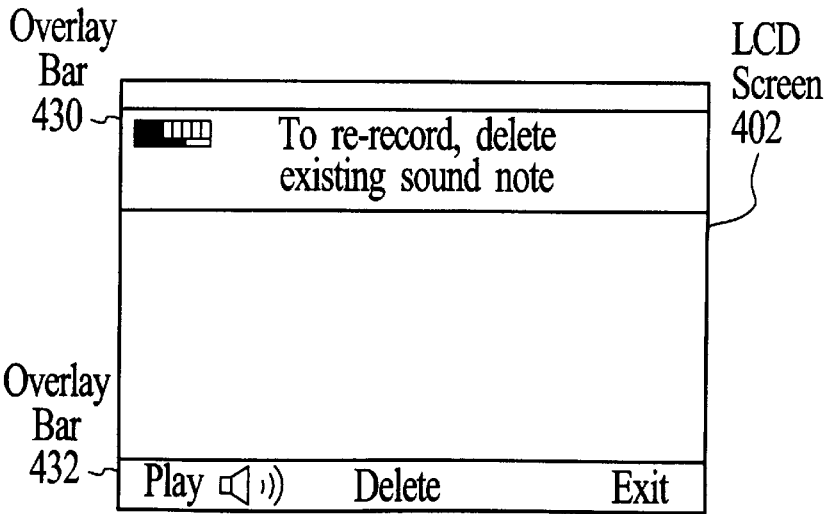 Overlay
Bar
430
LCD
Screen
402
To re-record, delete
existing sound note
Overlay
Bar
432
Play Delete Exit